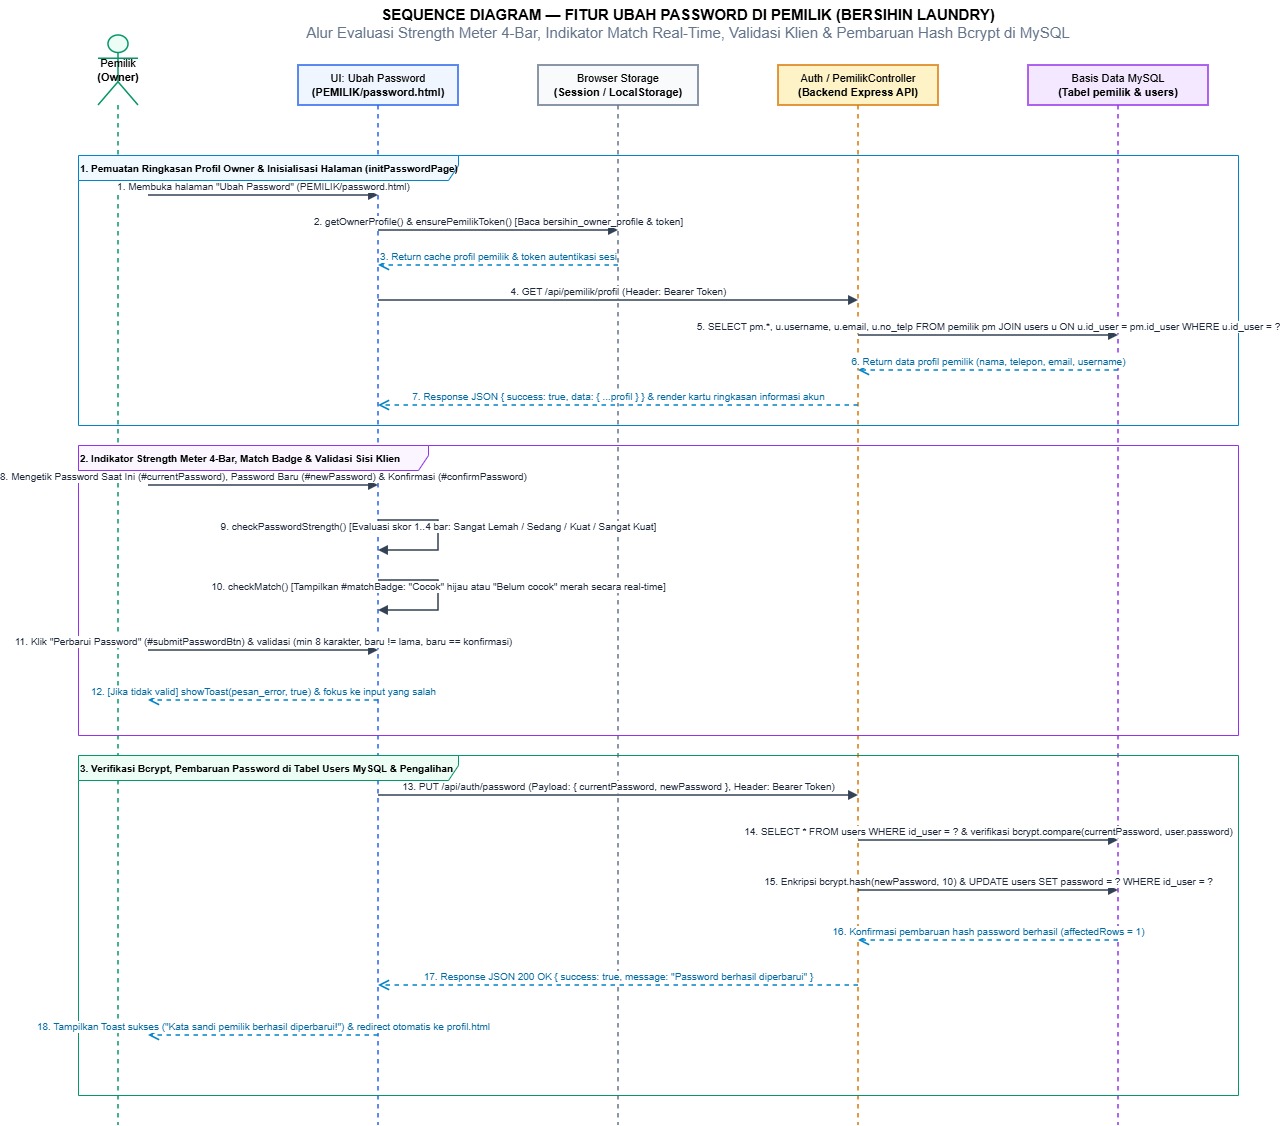 SEQUENCE DIAGRAM — FITUR UBAH PASSWORD DI PEMILIK (BERSIHIN LAUNDRY)
Alur Evaluasi Strength Meter 4-Bar, Indikator Match Real-Time, Validasi Klien & Pembaruan Hash Bcrypt di MySQL
Pemilik
(Owner)
UI: Ubah Password
(PEMILIK/password.html)
Browser Storage
(Session / LocalStorage)
Auth / PemilikController
(Backend Express API)
Basis Data MySQL
(Tabel pemilik & users)
1. Pemuatan Ringkasan Profil Owner & Inisialisasi Halaman (initPasswordPage)
1. Membuka halaman "Ubah Password" (PEMILIK/password.html)
2. getOwnerProfile() & ensurePemilikToken() [Baca bersihin_owner_profile & token]
3. Return cache profil pemilik & token autentikasi sesi
4. GET /api/pemilik/profil (Header: Bearer Token)
5. SELECT pm.*, u.username, u.email, u.no_telp FROM pemilik pm JOIN users u ON u.id_user = pm.id_user WHERE u.id_user = ?
6. Return data profil pemilik (nama, telepon, email, username)
7. Response JSON { success: true, data: { ...profil } } & render kartu ringkasan informasi akun
2. Indikator Strength Meter 4-Bar, Match Badge & Validasi Sisi Klien
8. Mengetik Password Saat Ini (#currentPassword), Password Baru (#newPassword) & Konfirmasi (#confirmPassword)
9. checkPasswordStrength() [Evaluasi skor 1..4 bar: Sangat Lemah / Sedang / Kuat / Sangat Kuat]
10. checkMatch() [Tampilkan #matchBadge: "Cocok" hijau atau "Belum cocok" merah secara real-time]
11. Klik "Perbarui Password" (#submitPasswordBtn) & validasi (min 8 karakter, baru != lama, baru == konfirmasi)
12. [Jika tidak valid] showToast(pesan_error, true) & fokus ke input yang salah
3. Verifikasi Bcrypt, Pembaruan Password di Tabel Users MySQL & Pengalihan
13. PUT /api/auth/password (Payload: { currentPassword, newPassword }, Header: Bearer Token)
14. SELECT * FROM users WHERE id_user = ? & verifikasi bcrypt.compare(currentPassword, user.password)
15. Enkripsi bcrypt.hash(newPassword, 10) & UPDATE users SET password = ? WHERE id_user = ?
16. Konfirmasi pembaruan hash password berhasil (affectedRows = 1)
17. Response JSON 200 OK { success: true, message: "Password berhasil diperbarui" }
18. Tampilkan Toast sukses ("Kata sandi pemilik berhasil diperbarui!") & redirect otomatis ke profil.html